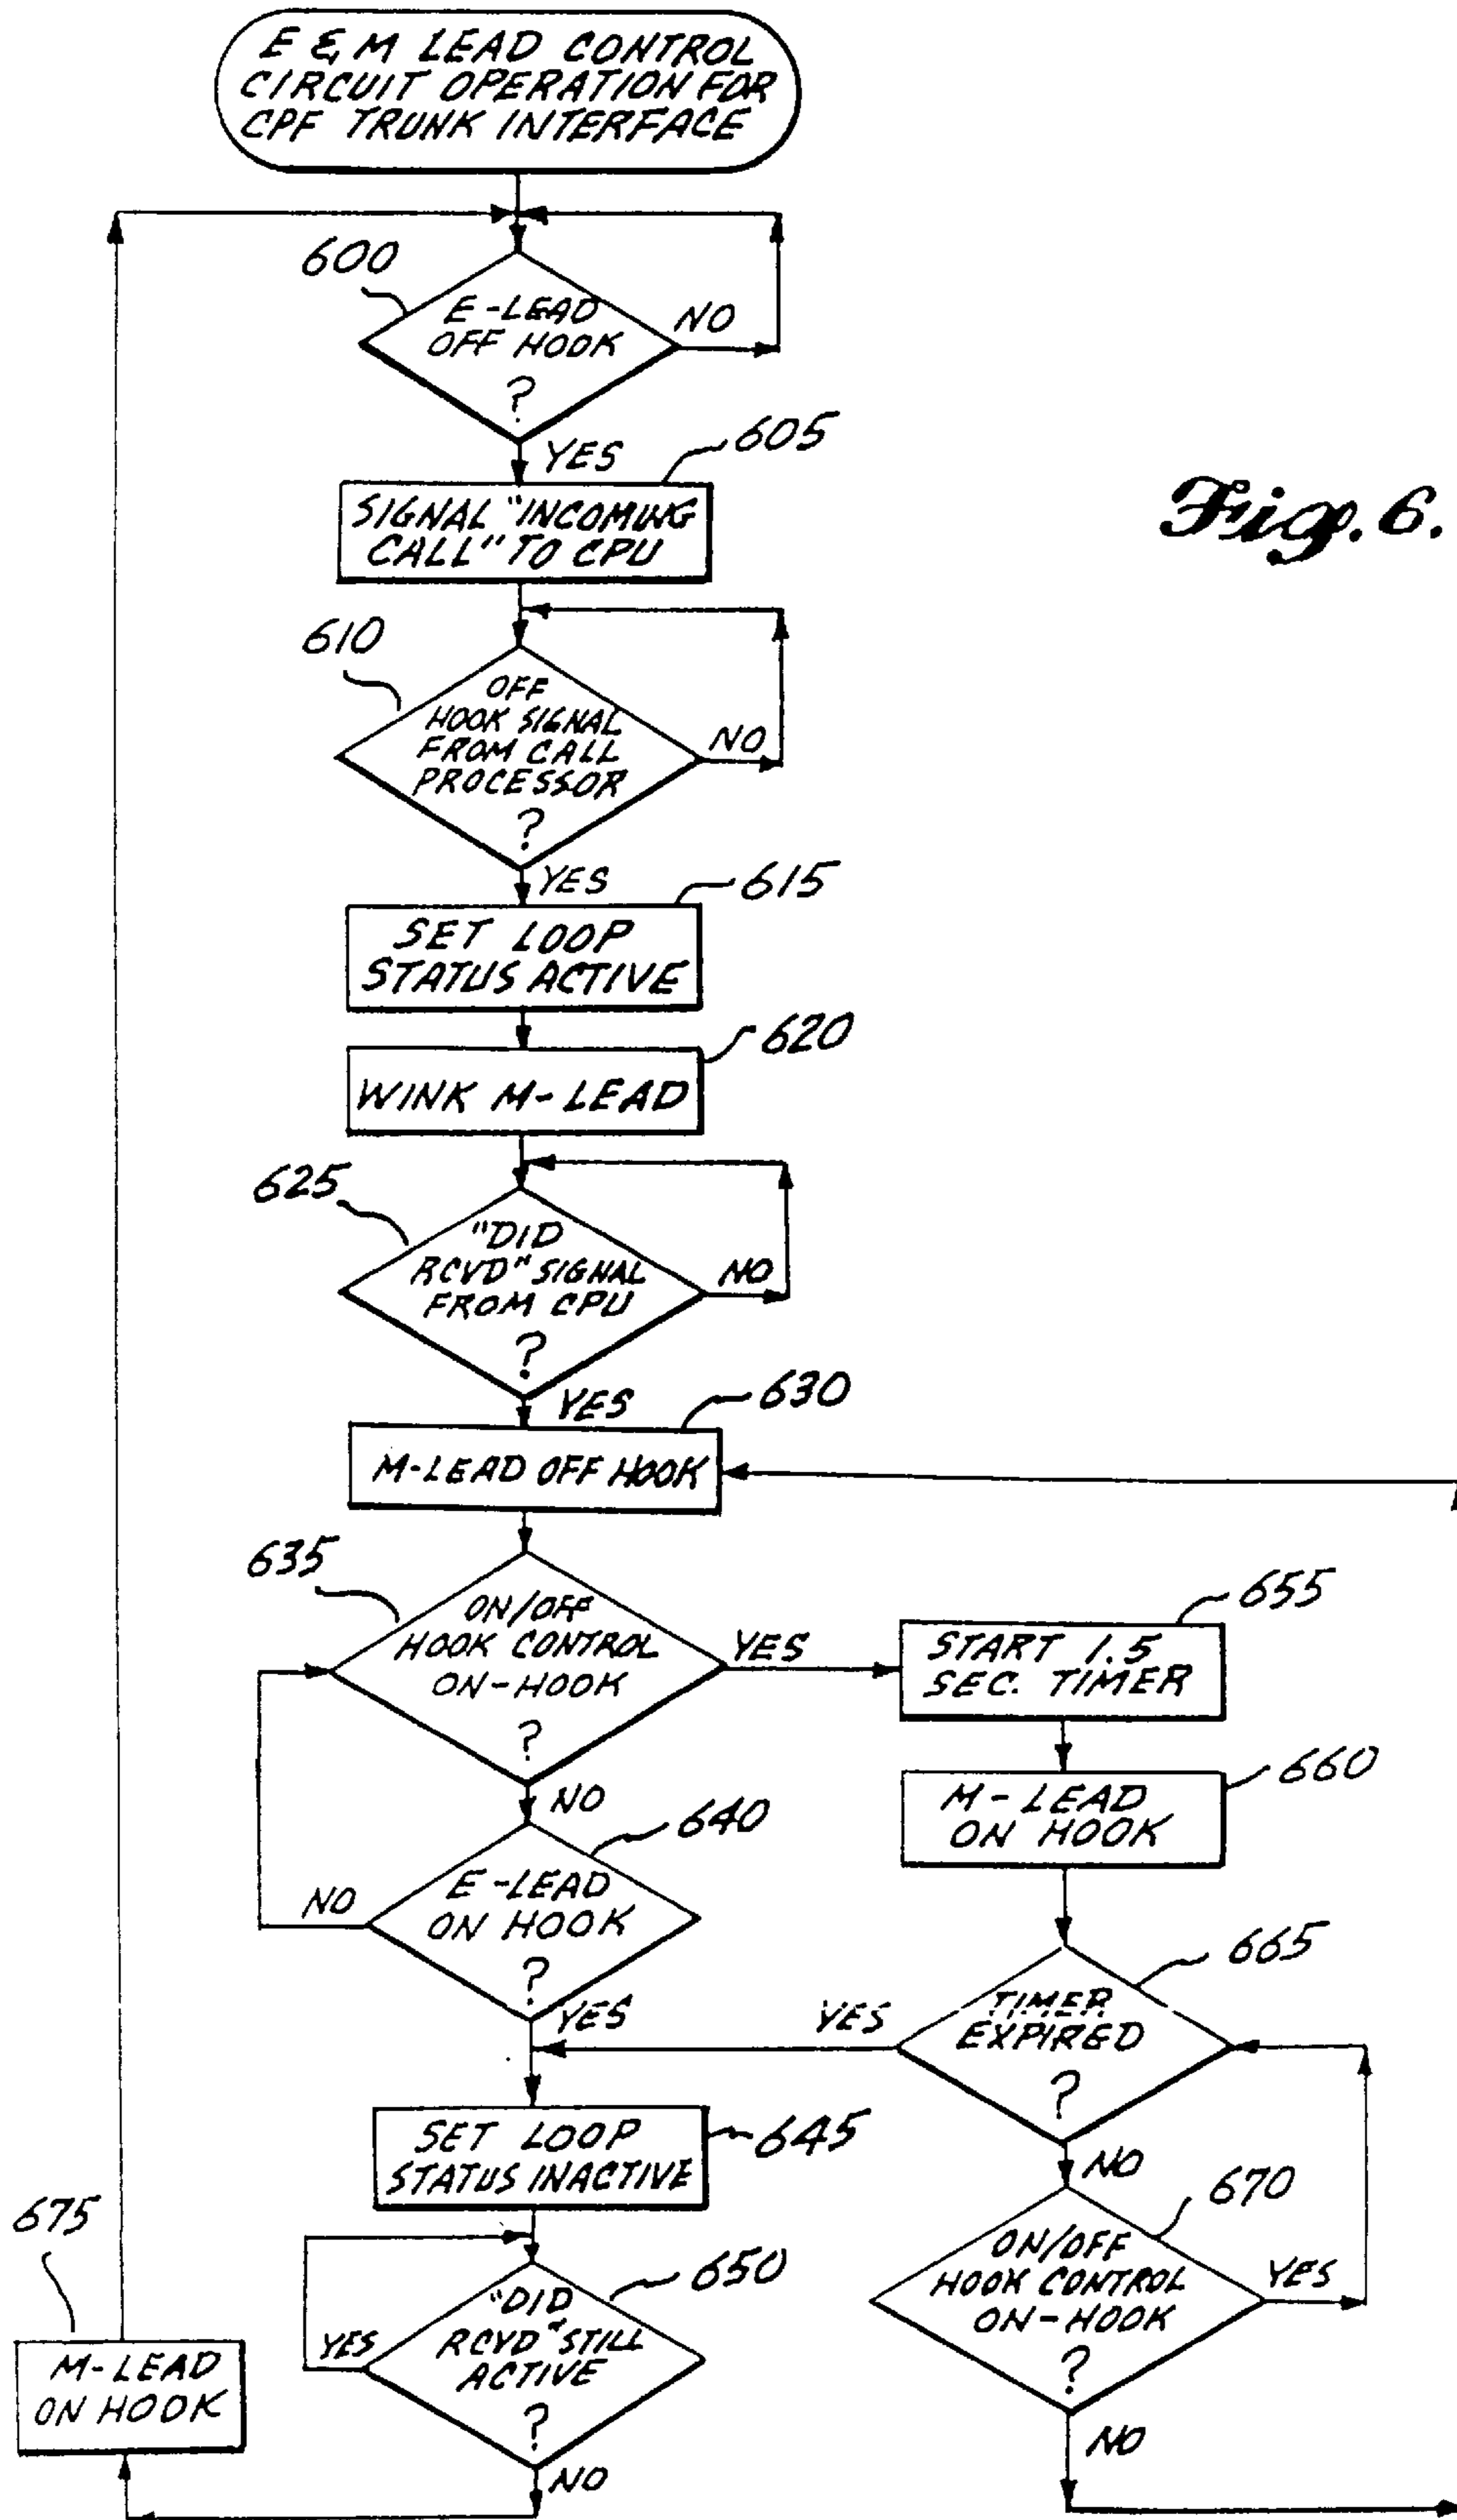 E & M LEAD CONTROL
CIRCUIT OPERATION FOR
CPF TRUNK INTERFACE
600
E-LEAD
OFF HOOK
?
NO
YES
605
SIGNAL "INCOMING
CALL" TO CPU
Fig. 6.
610
OFF
HOOK SIGNAL
FROM CALL
PROCESSOR
?
NO
YES
615
SET LOOP
STATUS ACTIVE
620
WINK M-LEAD
625
"DID
RCVD" SIGNAL
FROM CPU
?
NO
YES
630
M-LEAD OFF HOOK
635
ON/OFF
HOOK CONTROL
ON-HOOK
?
YES
NO
655
START 1.5
SEC. TIMER
660
M-LEAD
ON HOOK
640
E-LEAD
ON HOOK
?
NO
YES
665
TIMER
EXPIRED
?
YES
NO
645
SET LOOP
STATUS INACTIVE
670
ON/OFF
HOOK CONTROL
ON-HOOK
?
YES
NO
650
"DID
RCVD" STILL
ACTIVE
?
YES
NO
675
M-LEAD
ON HOOK